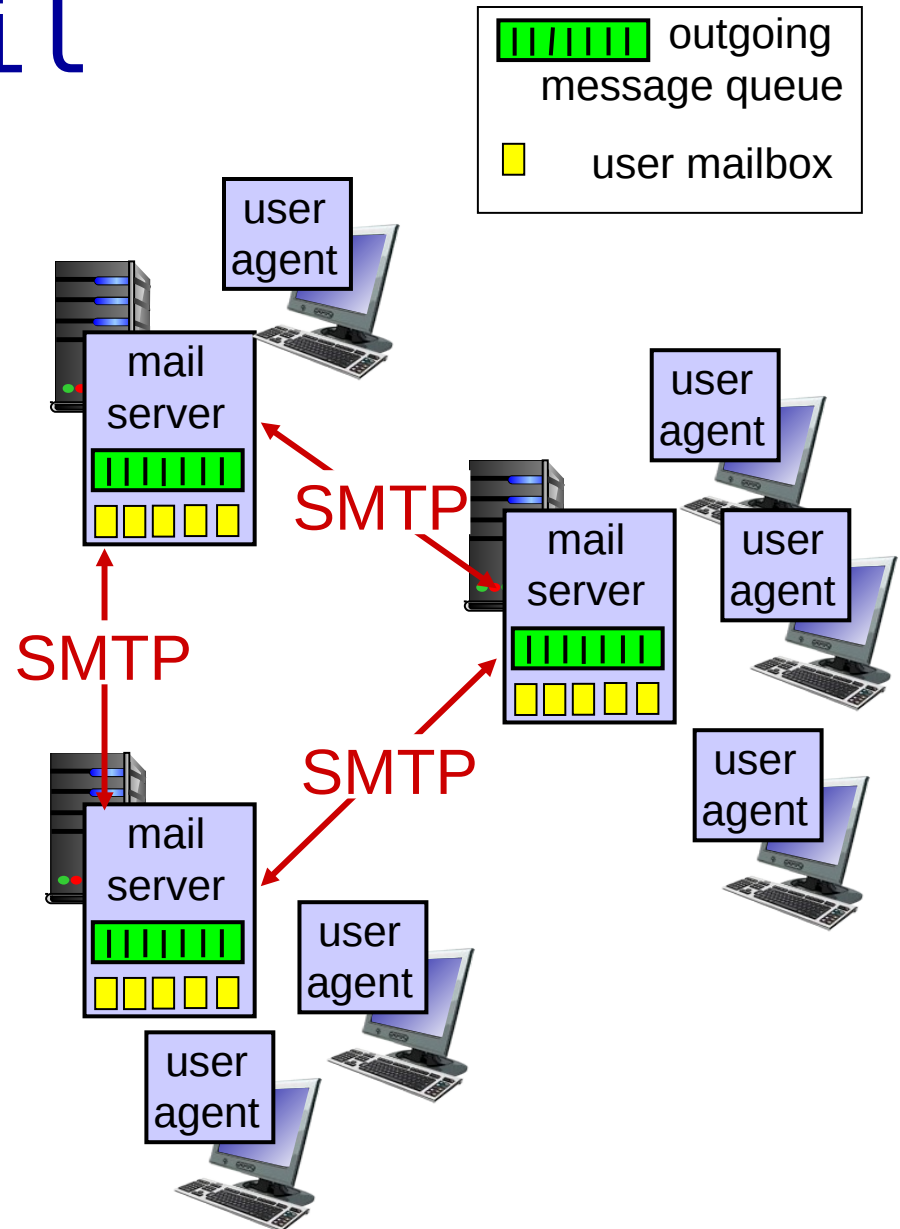 outgoing
message queue
user mailbox
user
agent
mail
server
user
agent
SMTP
mail
server
user
agent
SMTP
SMTP
user
agent
mail
server
user
agent
user
agent